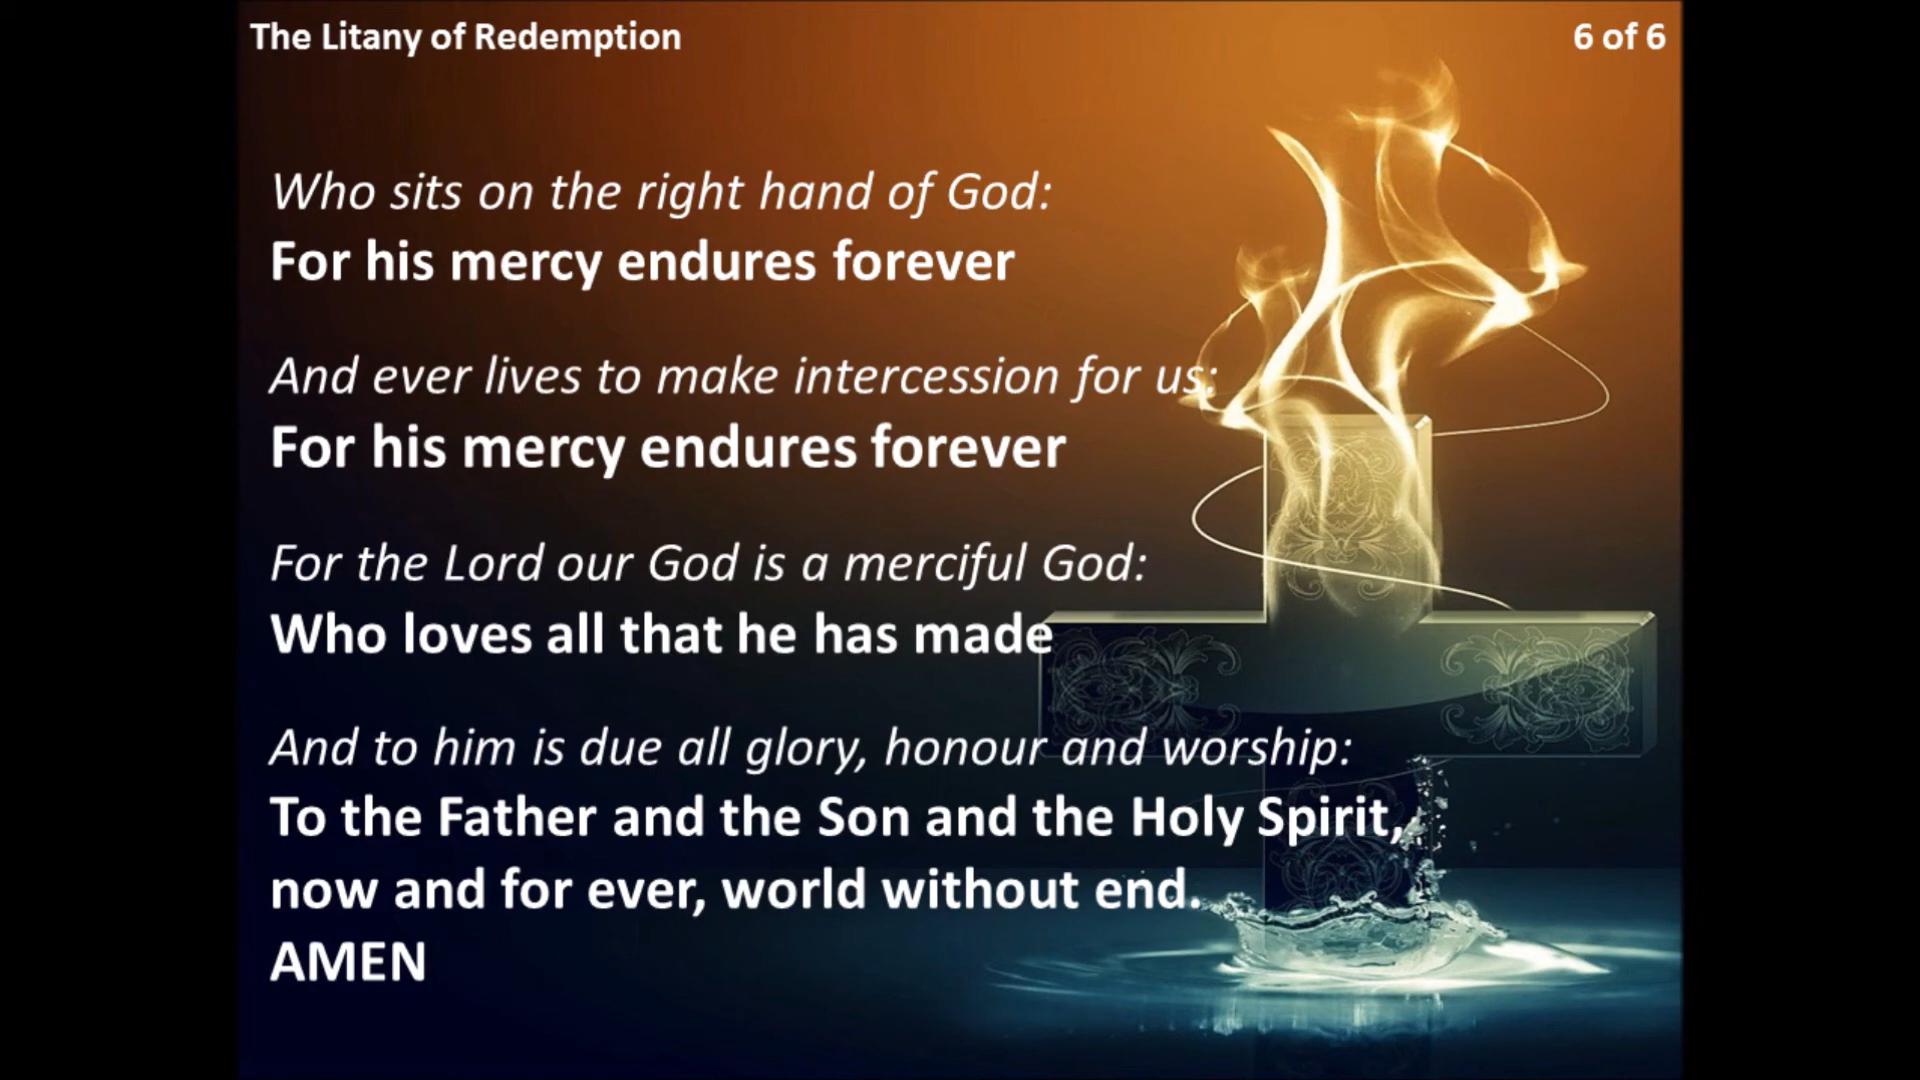 The Litany of Redemption
6 of 6
Who sits on the right hand of God:
For his mercy endures forever
And ever lives to make intercession for us:
For his mercy endures forever
For the Lord our God is a merciful God:
Who loves all that he has made
And to him is due all glory, honour and worship:
To the Father and the Son and the Holy Spirit,
now and for ever, world without end.
AMEN